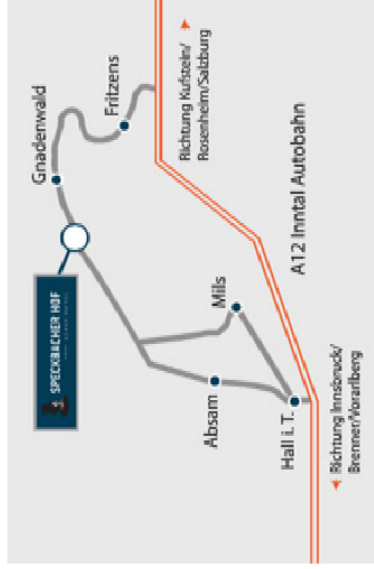 Gnadenwald
Fritzens
SPECKBACHER HOF
Richtung Kufstein/
Rosenheim/Salzburg
Mils
Absam
A12 Inntal Autobahn
Hall i.T.
Richtung Innsbruck/
Brenner/Vorarlberg